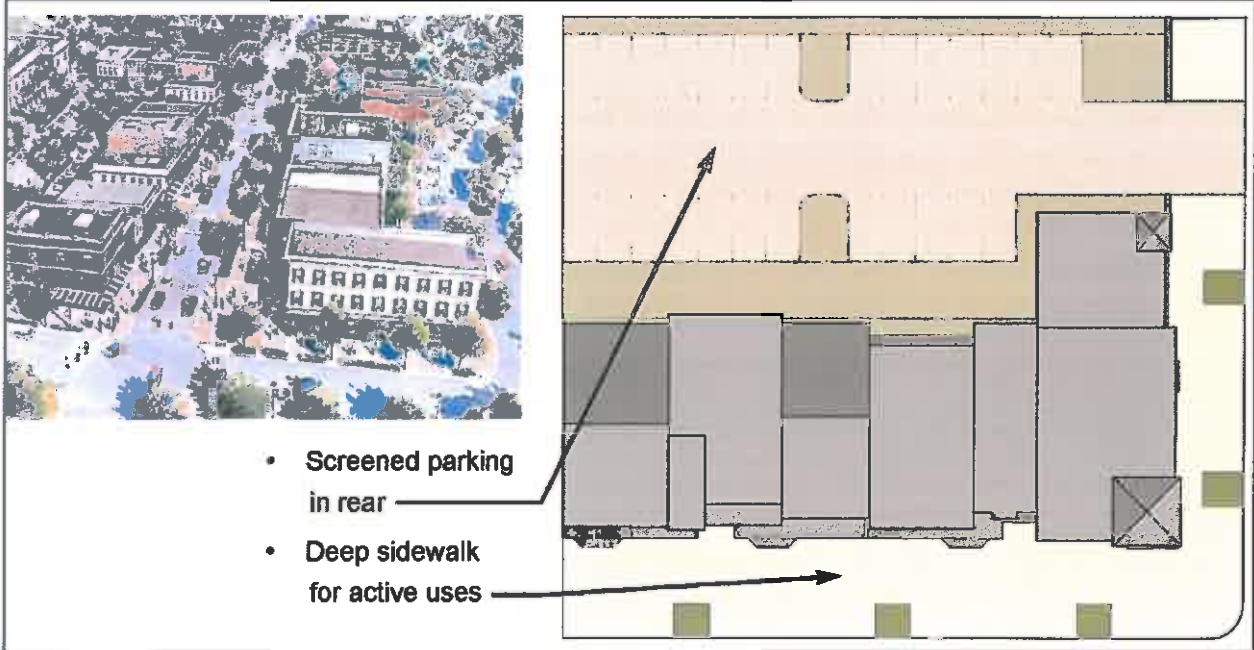 • Screened parking
in rear
• Deep sidewalk
for active uses